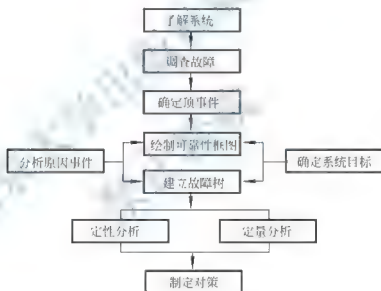 了解系统
调查故障
确定顶事件
绘制可靠性框图
分析原因事件
确定系统目标
建立故障树
定性分析
定量分析
制定对策